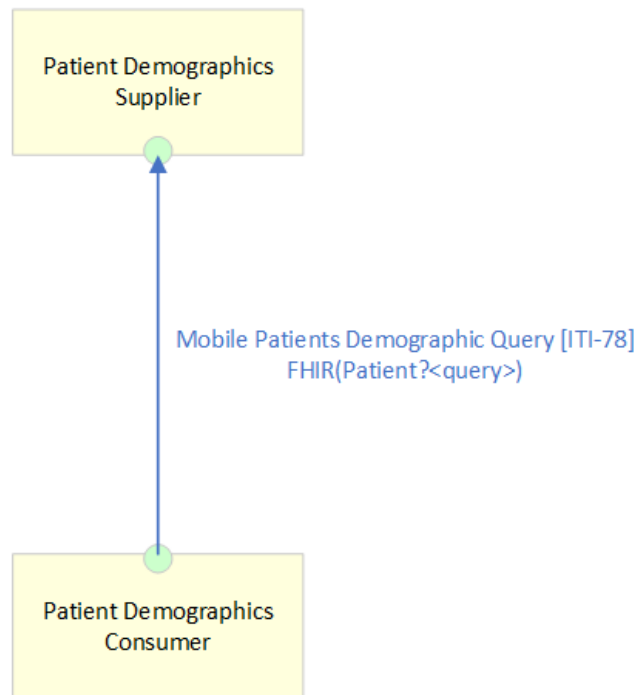 Patient Demographics
Supplier
Mobile Patients Demographic Query [ITI-78]
FHIR(Patient?<query>)
Patient Demographics
Consumer